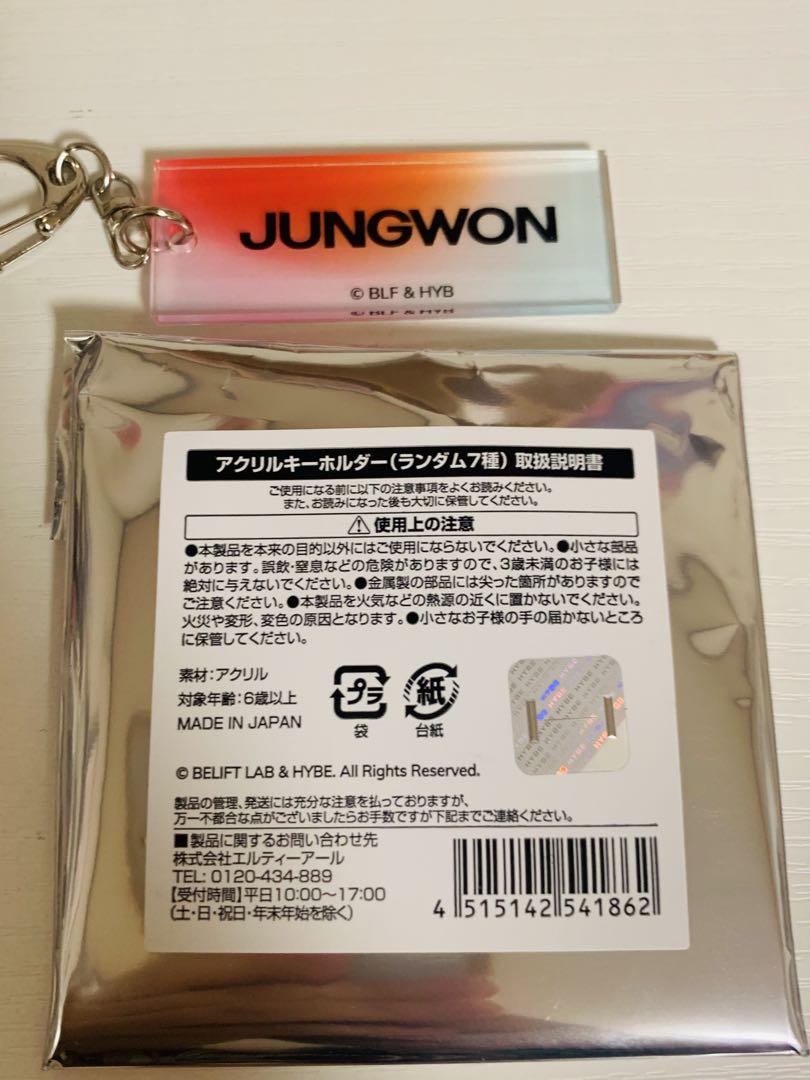 JUNGWON
© BLF & HYB
アクリルキーホルダー(ランダム7種) 取扱説明書
ご使用になる前に以下の注意事項をよくお読みください。
また、お読みになった後も大切に保管してください。
⚠使用上の注意
●本製品を本来の目的以外にはご使用にならないでください。●小さな部品
があります。誤飲・窒息などの危険がありますので、3歳未満のお子様には
絶対に与えないでください。●金属製の部品には尖った箇所がありますので
ご注意ください。●本製品を火気などの熱源の近くに置かないでください。
火災や変形、変色の原因となります。●小さなお子様の手の届かないところ
に保管してください。
素材:アクリル
対象年齢:6歳以上
MADE IN JAPAN
プラ
袋
紙
台紙
HYBE HYBE HYBE
© BELIFT LAB & HYBE. All Rights Reserved.
製品の管理、発送には充分な注意を払っておりますが、
万一不都合な点がございましたらお手数ですが下記までご連絡ください。
■製品に関するお問い合わせ先
株式会社エルティーアール
TEL: 0120-434-889
【受付時間】平日10:00~17:00
(土・日・祝日・年末年始を除く)
4 515142 541862